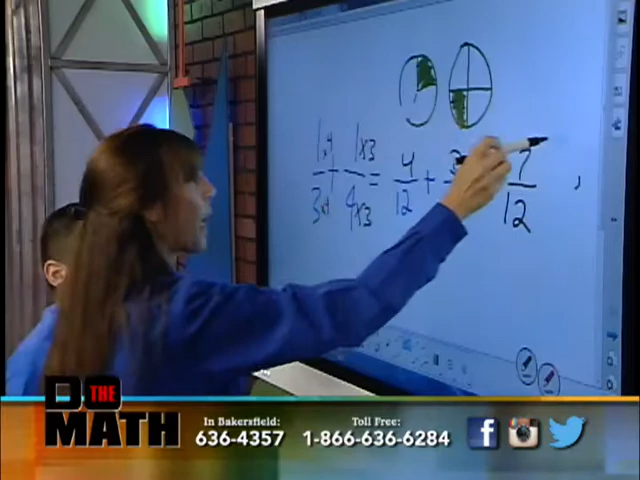 1x4 + 1x3 = 4 + 3 7
3x4 4x3 12 12
DO THE MATH
In Bakersfield: 636-4357
Toll Free: 1-866-636-6284